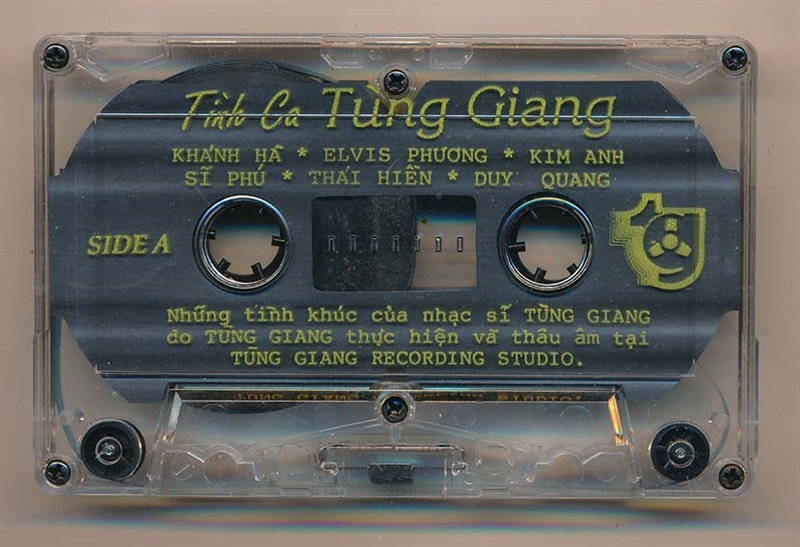 Tình Ca Tùng Giang
KHÁNH HÀ * ELVIS PHƯƠNG * KIM ANH
SĨ PHÚ * THÁI HIỀN * DUY QUANG
SIDE A
Những tình khúc của nhạc sĩ TÙNG GIANG
do TÙNG GIANG thực hiện và thâu âm tại
TÙNG GIANG RECORDING STUDIO.